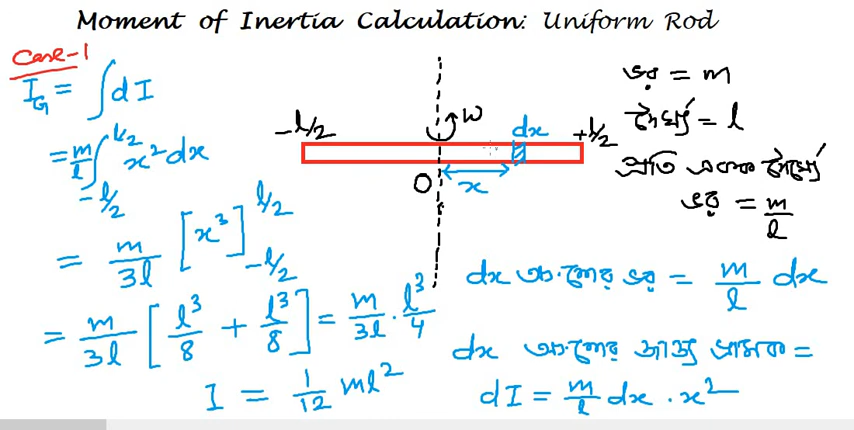 Moment of Inertia Calculation: Uniform Rod
Case-1
I_G = ∫ dI
= m/l ∫_{-l/2}^{l/2} x² dx
= m/3l [x³]_{-l/2}^{l/2}
= m/3l [l³/8 + l³/8] = m/3l · l³/4
I = 1/12 ml²
-l/2
ω
dx
+l/2
O
x
ভর = m
দৈর্ঘ্য = l
প্রতি একক দৈর্ঘ্যে
ভর = m/l
dx অংশের ভর = m/l dx
dx অংশের জাড্য ভ্রামক =
dI = m/l dx · x²